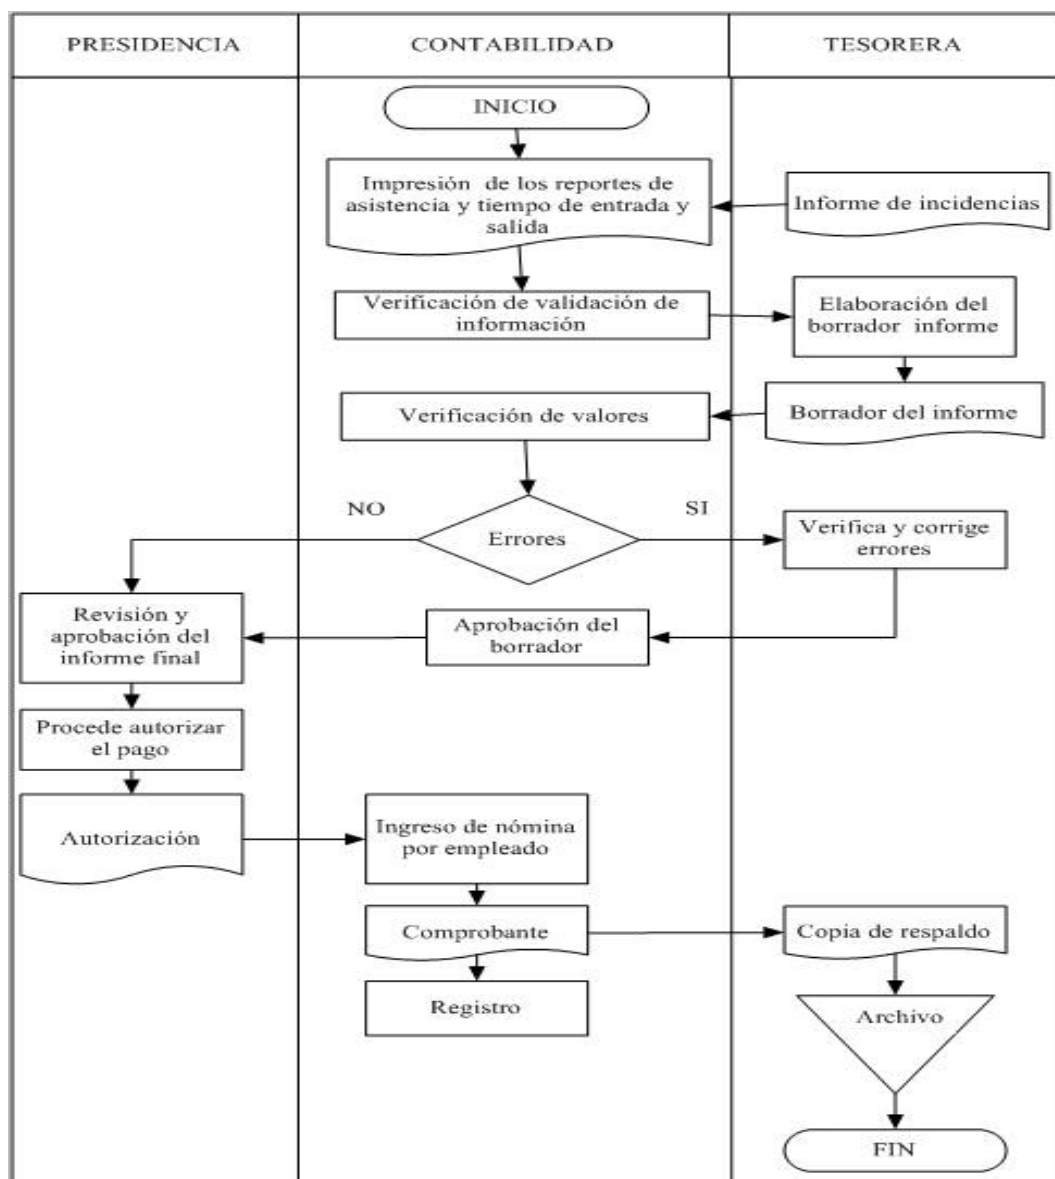 PRESIDENCIA
CONTABILIDAD
TESORERA
INICIO
Impresión de los reportes de
asistencia y tiempo de entrada y
salida
Informe de incidencias
Verificación de validación de
información
Elaboración del
borrador informe
Verificación de valores
Borrador del informe
NO
SI
Errores
Verifica y corrige
errores
Revisión y
aprobación del
informe final
Aprobación del
borrador
Procede autorizar
el pago
Autorización
Ingreso de nómina
por empleado
Comprobante
Copia de respaldo
Registro
Archivo
FIN